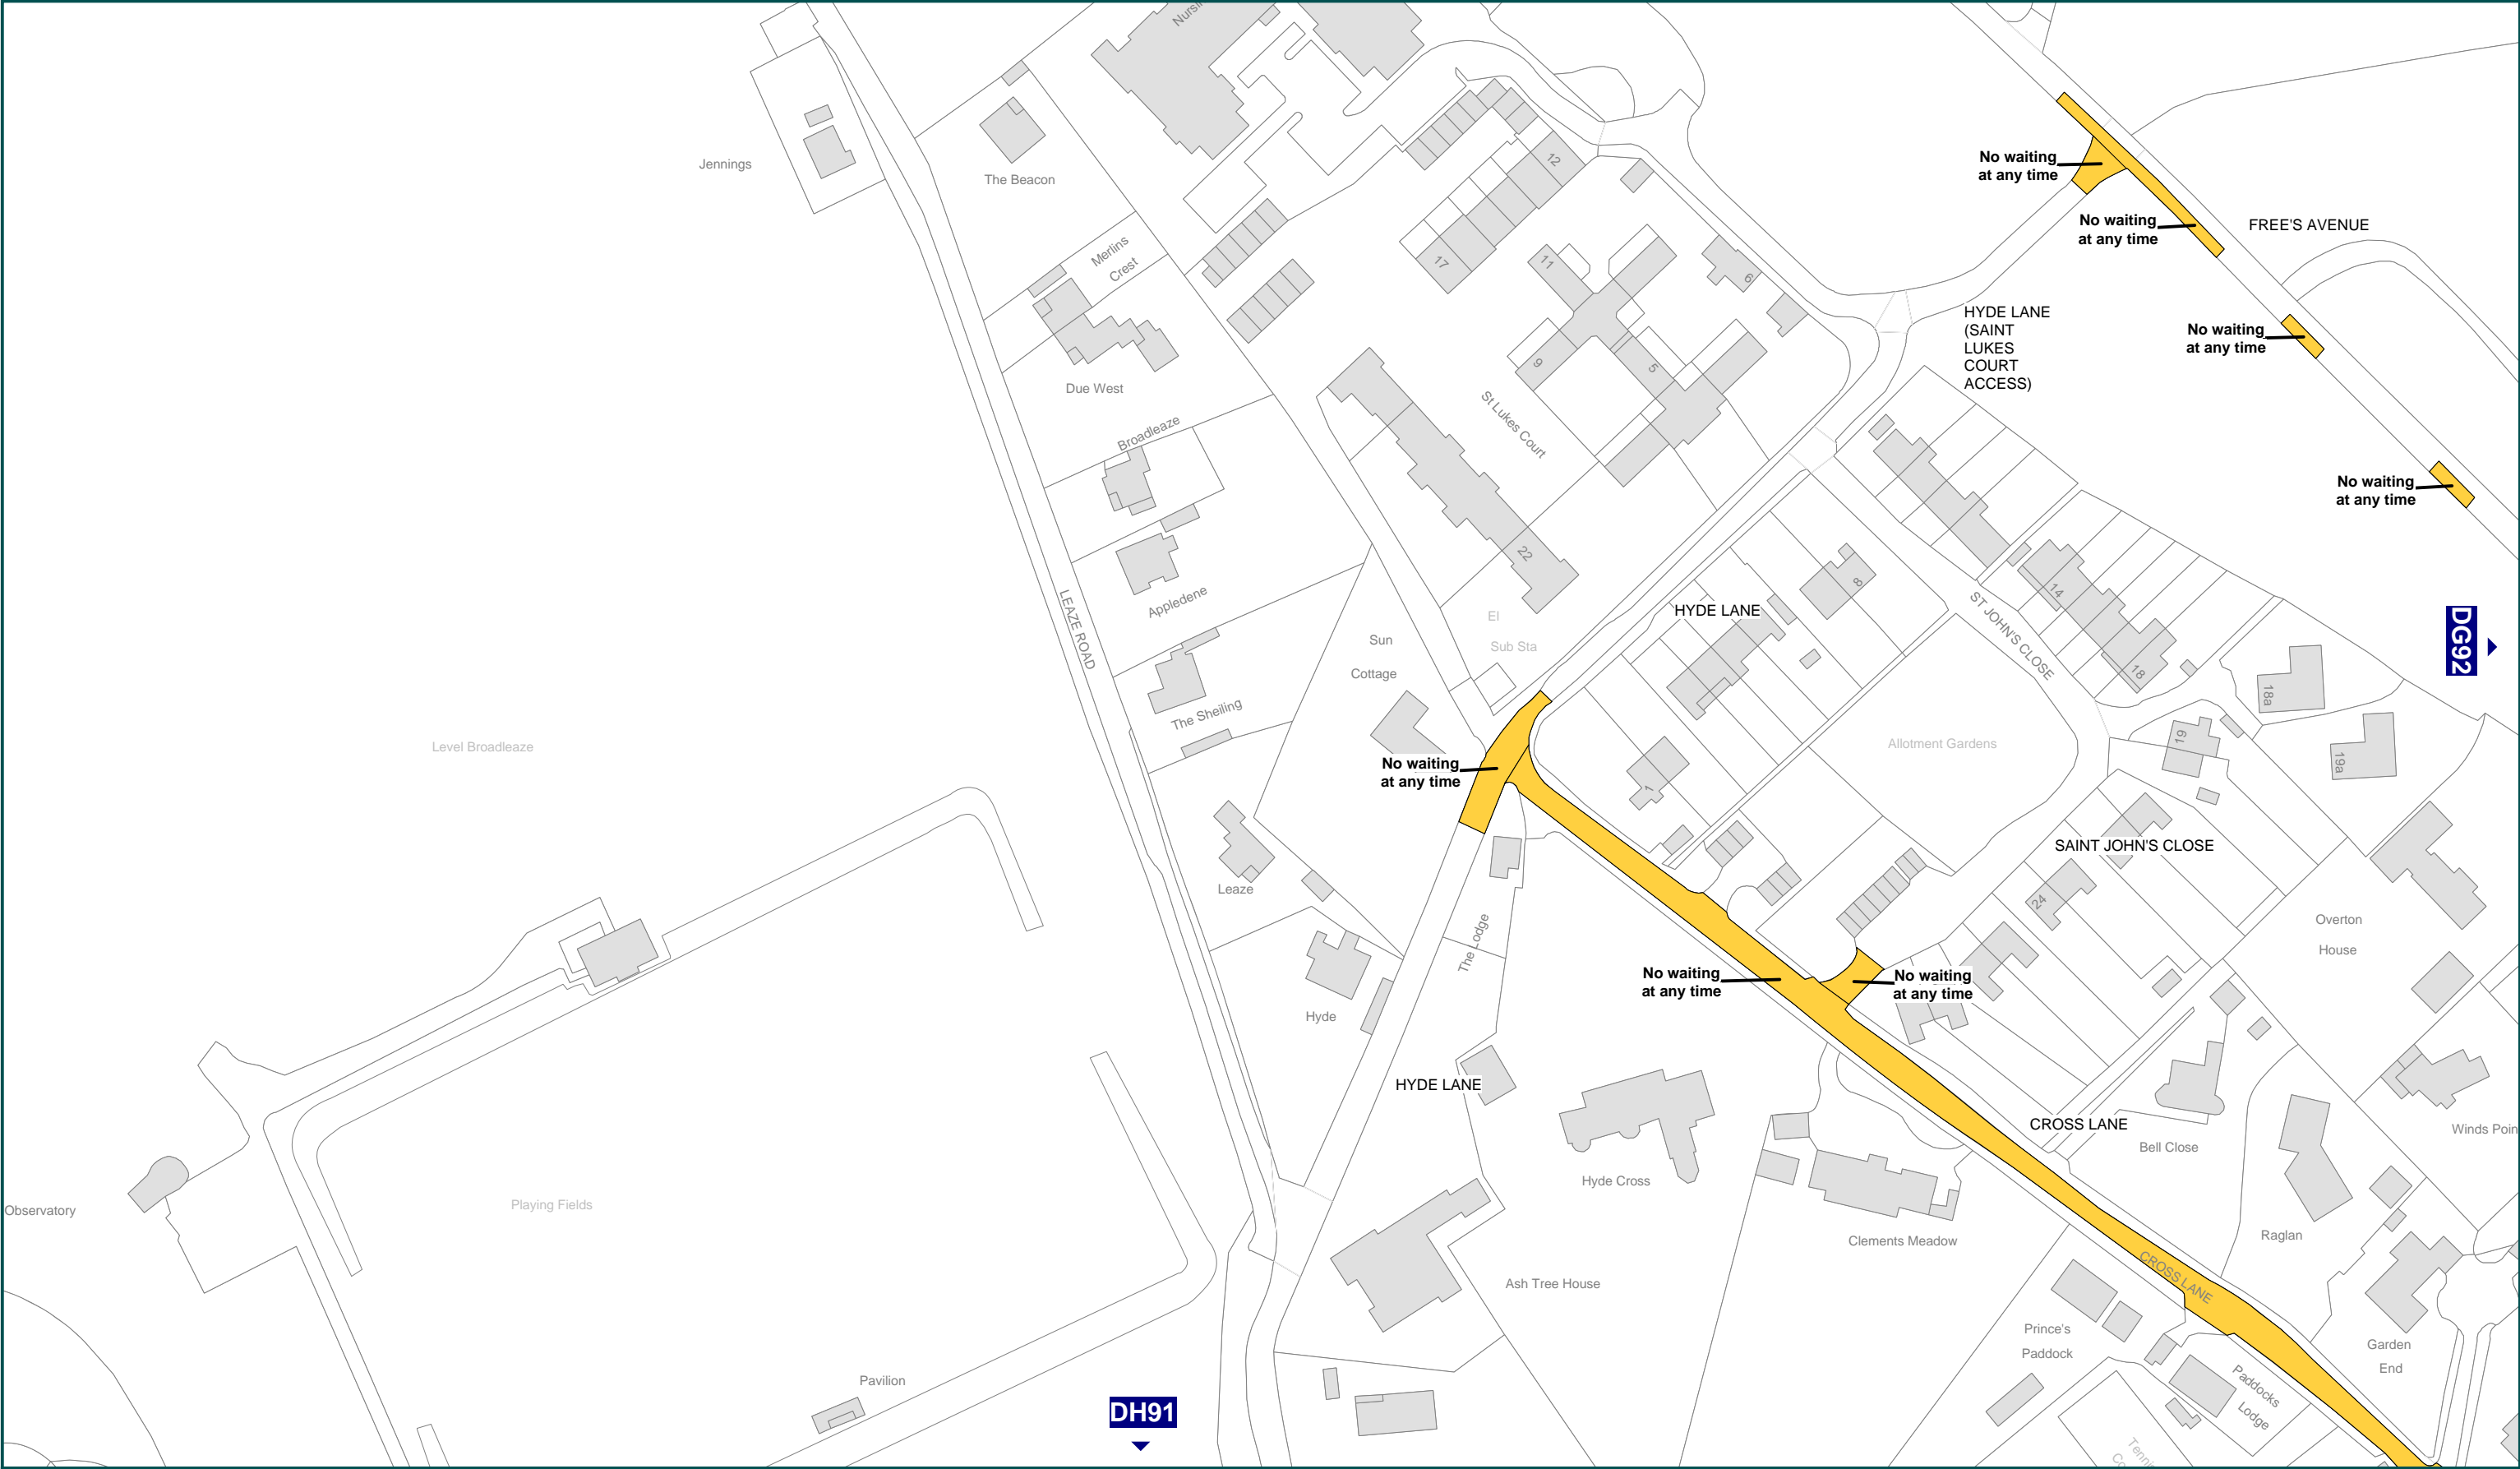 Jennings
The Beacon
Merlins
Crest
Due West
Broadleaze
Appledene
The Sheiling
LEAZE ROAD
Level Broadleaze
Leaze
Hyde
The Lodge
HYDE LANE
Sun
Cottage
El
Sub Sta
St Lukes Court
12
17
11
6
9
5
22
No waiting
at any time
No waiting
at any time
FREE'S AVENUE
HYDE LANE
(SAINT
LUKES
COURT
ACCESS)
No waiting
at any time
No waiting
at any time
DG92
HYDE LANE
8
1
ST JOHN'S CLOSE
14
18
18a
19
19a
Allotment Gardens
SAINT JOHN'S CLOSE
24
Overton
House
No waiting
at any time
No waiting
at any time
No waiting
at any time
CROSS LANE
Bell Close
Winds Poin
Raglan
Hyde Cross
Clements Meadow
Ash Tree House
CROSS LANE
Prince's
Paddock
Paddocks
Lodge
Garden
End
Observatory
Playing Fields
Pavilion
DH91